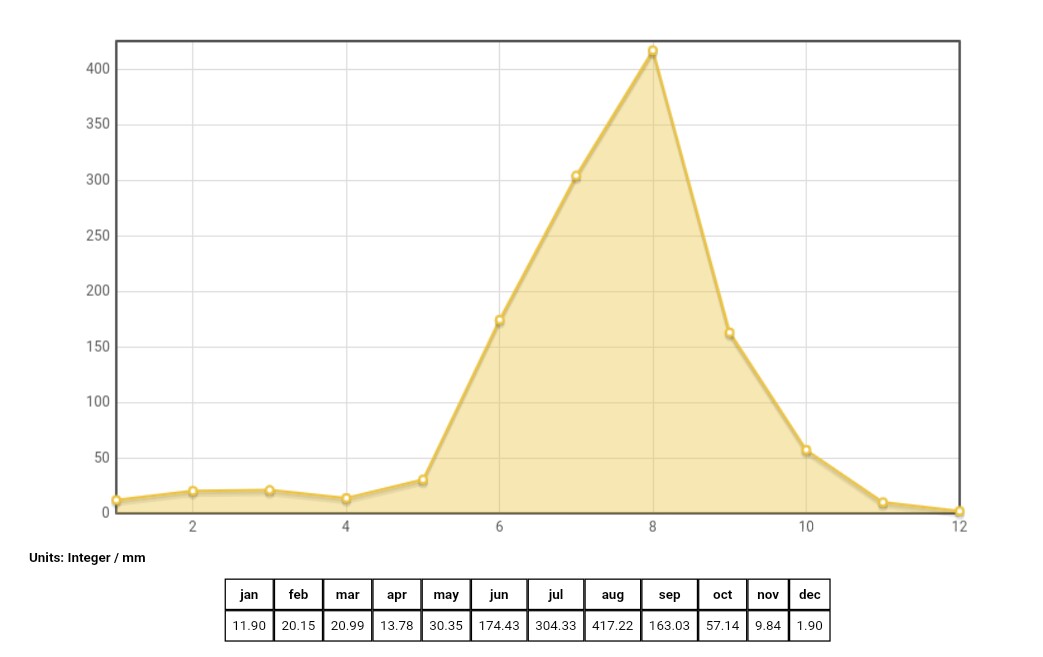 400
350
300
250
200
150
100
50
0
2 4 6 8 10 12
Units: Integer / mm
jan feb mar apr may jun jul aug sep oct nov dec
11.90 20.15 20.99 13.78 30.35 174.43 304.33 417.22 163.03 57.14 9.84 1.90